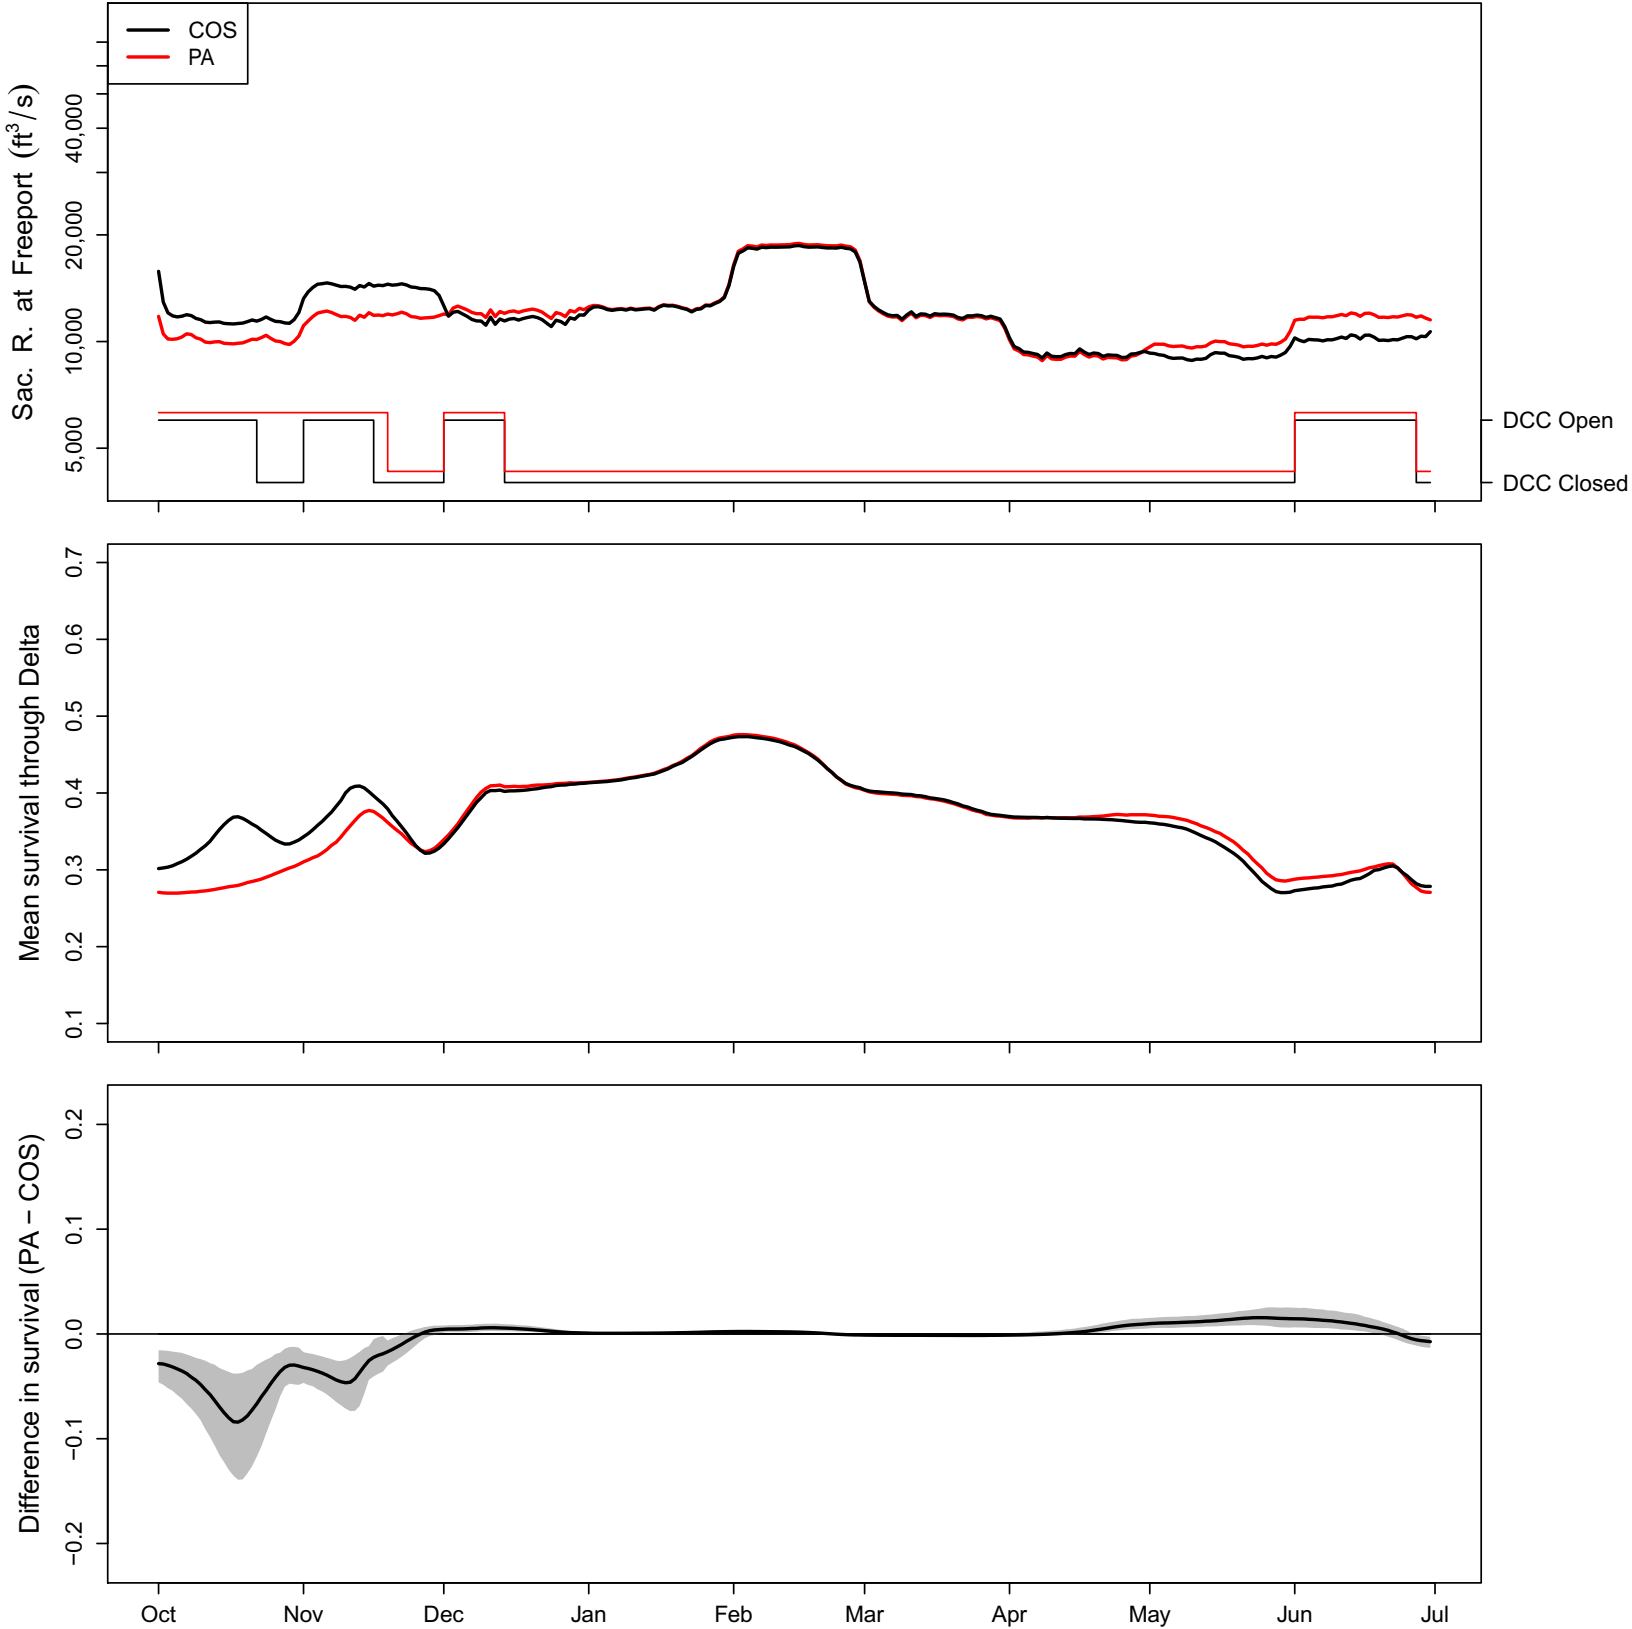 COS
PA
Sac. R. at Freeport (ft³/s)
40,000
20,000
10,000
5,000
DCC Open
DCC Closed
Mean survival through Delta
0.7
0.6
0.5
0.4
0.3
0.2
0.1
Difference in survival (PA − COS)
0.2
0.1
0.0
−0.1
−0.2
Oct Nov Dec Jan Feb Mar Apr May Jun Jul